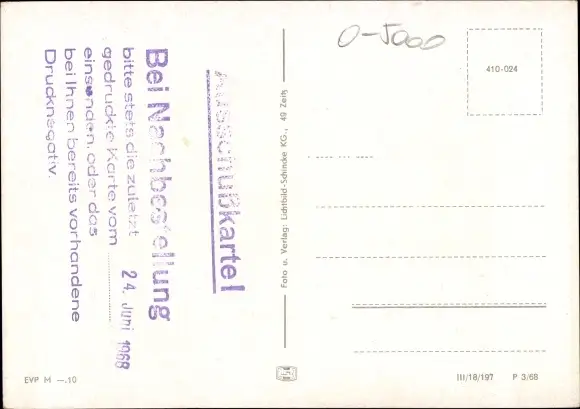 Ausschußkarte!
Bei Nachbestellung
bitte stets die zuletzt
gedruckte Karte vom 24. Juni 1968
einsenden, oder das
bei Ihnen bereits vorhandene
Drucknegativ.
Foto u. Verlag: Lichtbild-Schincke KG., 49 Zeitz
0-5000
410-024
EVP M —.10
III/18/197 P 3/68